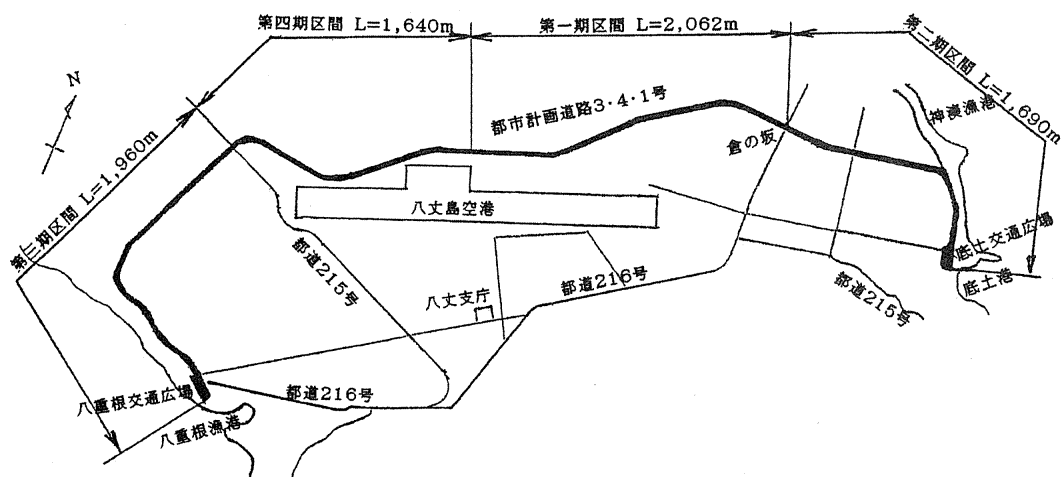 第四期区間 L=1,640m
第一期区間 L=2,062m
第二期区間 L=1,690m
第三期区間 L=1,960m
N
都市計画道路3・4・1号
神湊漁港
倉の坂
八丈島空港
底土交通広場
底土港
都道215号
都道215号
都道216号
八丈支庁
都道216号
八重根交通広場
八重根漁港